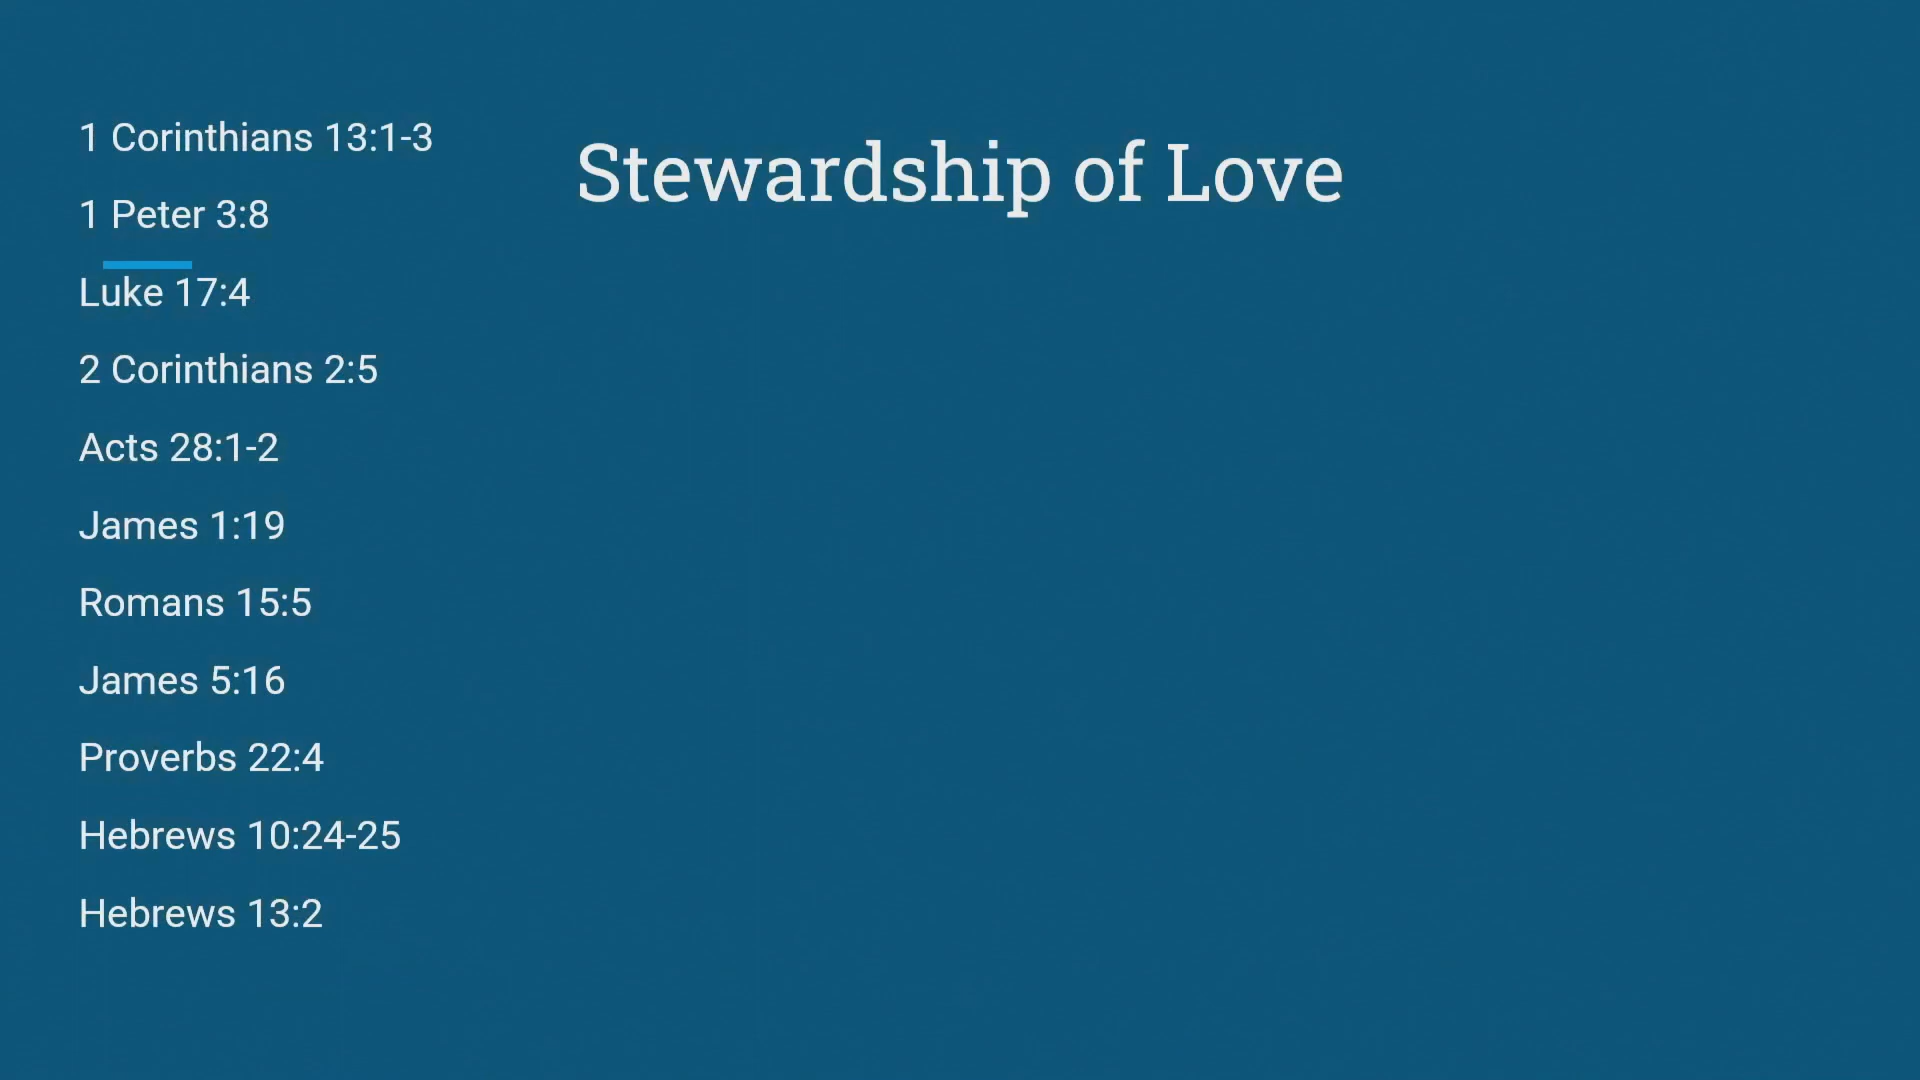 Stewardship of Love
1 Corinthians 13:1-3
1 Peter 3:8
Luke 17:4
2 Corinthians 2:5
Acts 28:1-2
James 1:19
Romans 15:5
James 5:16
Proverbs 22:4
Hebrews 10:24-25
Hebrews 13:2